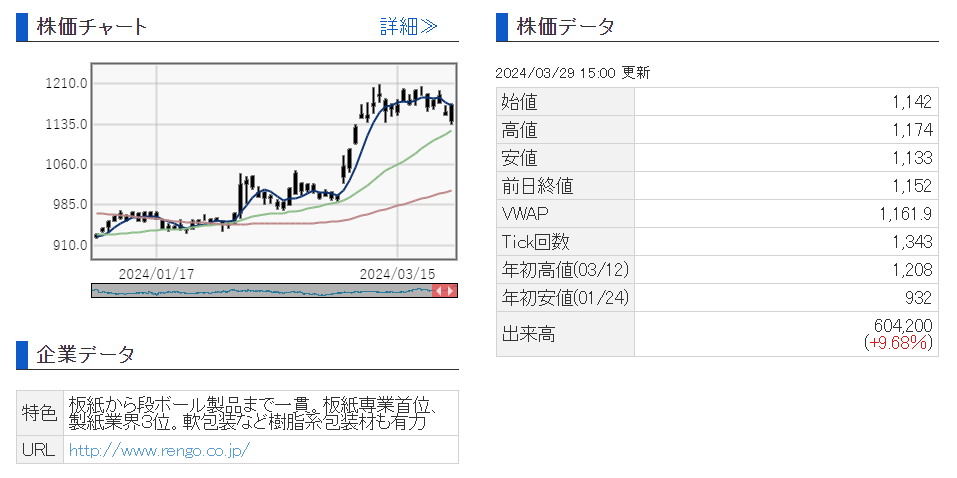 株価チャート
詳細≫
1210.0
1135.0
1060.0
985.0
910.0
2024/01/17
2024/03/15
企業データ
特色
板紙から段ボール製品まで一貫。板紙専業首位、
製紙業界3位。軟包装など樹脂系包装材も有力
URL
http://www.rengo.co.jp/
株価データ
2024/03/29 15:00 更新
始値 1,142
高値 1,174
安値 1,133
前日終値 1,152
VWAP 1,161.9
Tick回数 1,343
年初高値(03/12) 1,208
年初安値(01/24) 932
出来高 604,200
(+9.68%)